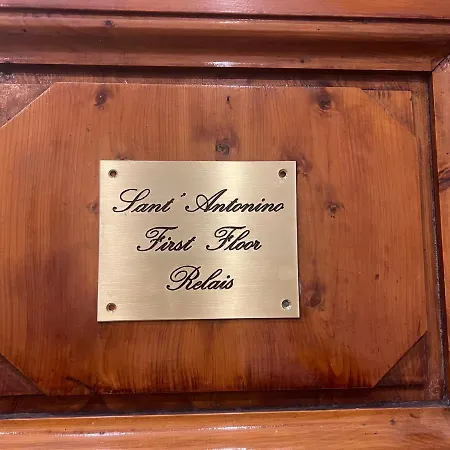 Sant' Antonino
First Floor
Relais